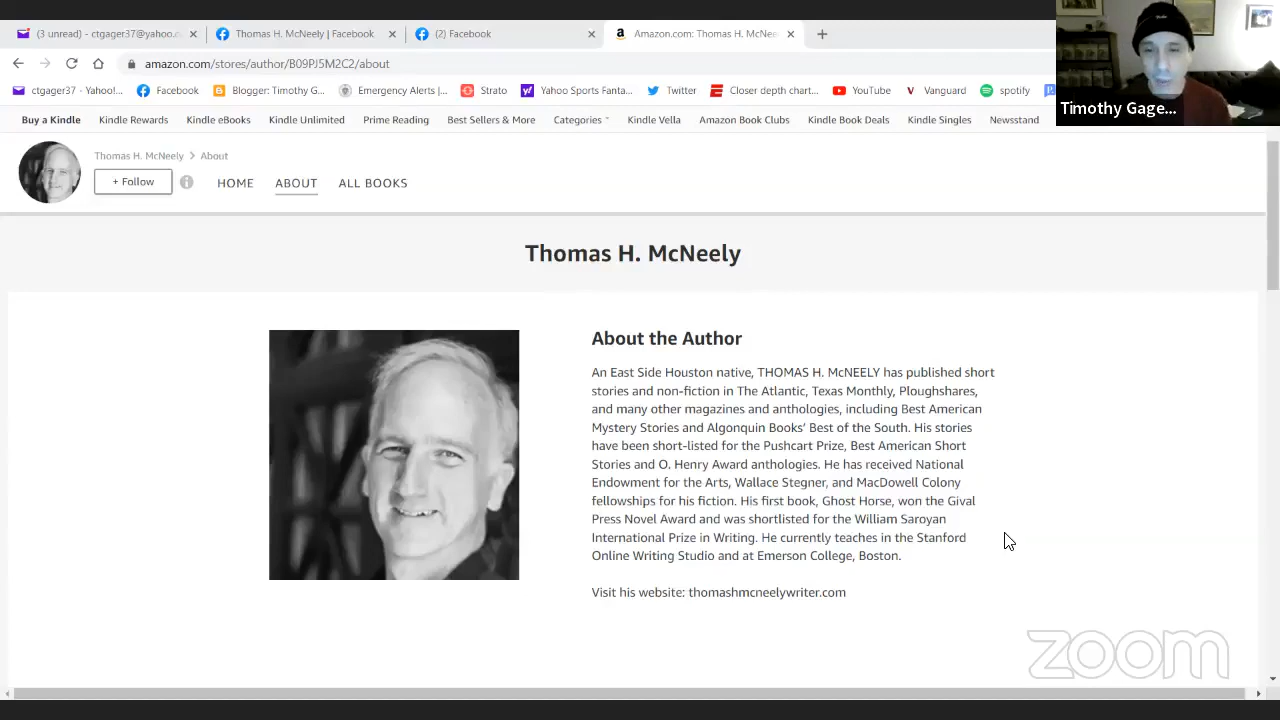 (3 unread) - ctgager37@yahoo.c
Thomas H. McNeely | Facebook
(2) Facebook
Amazon.com: Thomas H. McNee
amazon.com/stores/author/B09PJ5M2C2/about
ctgager37 - Yahoo!...
Facebook
Blogger: Timothy G...
Emergency Alerts |...
Strato
Yahoo Sports Fanta...
Twitter
Closer depth chart...
YouTube
Vanguard
spotify
Timothy Gage...
Buy a Kindle
Kindle Rewards
Kindle eBooks
Kindle Unlimited
Prime Reading
Best Sellers & More
Categories
Kindle Vella
Amazon Book Clubs
Kindle Book Deals
Kindle Singles
Newsstand
Thomas H. McNeely > About
+ Follow
HOME
ABOUT
ALL BOOKS
Thomas H. McNeely
About the Author
An East Side Houston native, THOMAS H. McNEELY has published short
stories and non-fiction in The Atlantic, Texas Monthly, Ploughshares,
and many other magazines and anthologies, including Best American
Mystery Stories and Algonquin Books' Best of the South. His stories
have been short-listed for the Pushcart Prize, Best American Short
Stories and O. Henry Award anthologies. He has received National
Endowment for the Arts, Wallace Stegner, and MacDowell Colony
fellowships for his fiction. His first book, Ghost Horse, won the Gival
Press Novel Award and was shortlisted for the William Saroyan
International Prize in Writing. He currently teaches in the Stanford
Online Writing Studio and at Emerson College, Boston.
Visit his website: thomashmcneelywriter.com
zoom